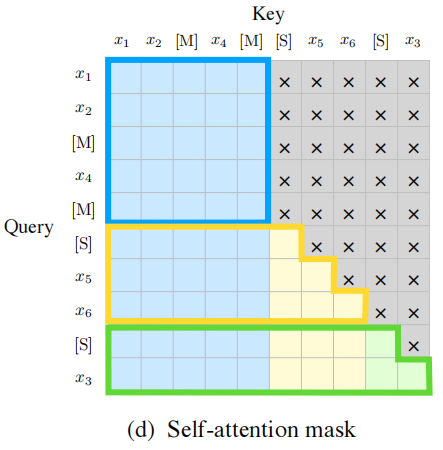 Key
x₁ x₂ [M] x₄ [M] [S] x₅ x₆ [S] x₃
x₁ × × × × ×
x₂ × × × × ×
[M] × × × × ×
x₄ × × × × ×
[M] × × × × ×
Query
[S] × × × ×
x₅ × × ×
x₆ × ×
[S] ×
x₃
(d) Self-attention mask